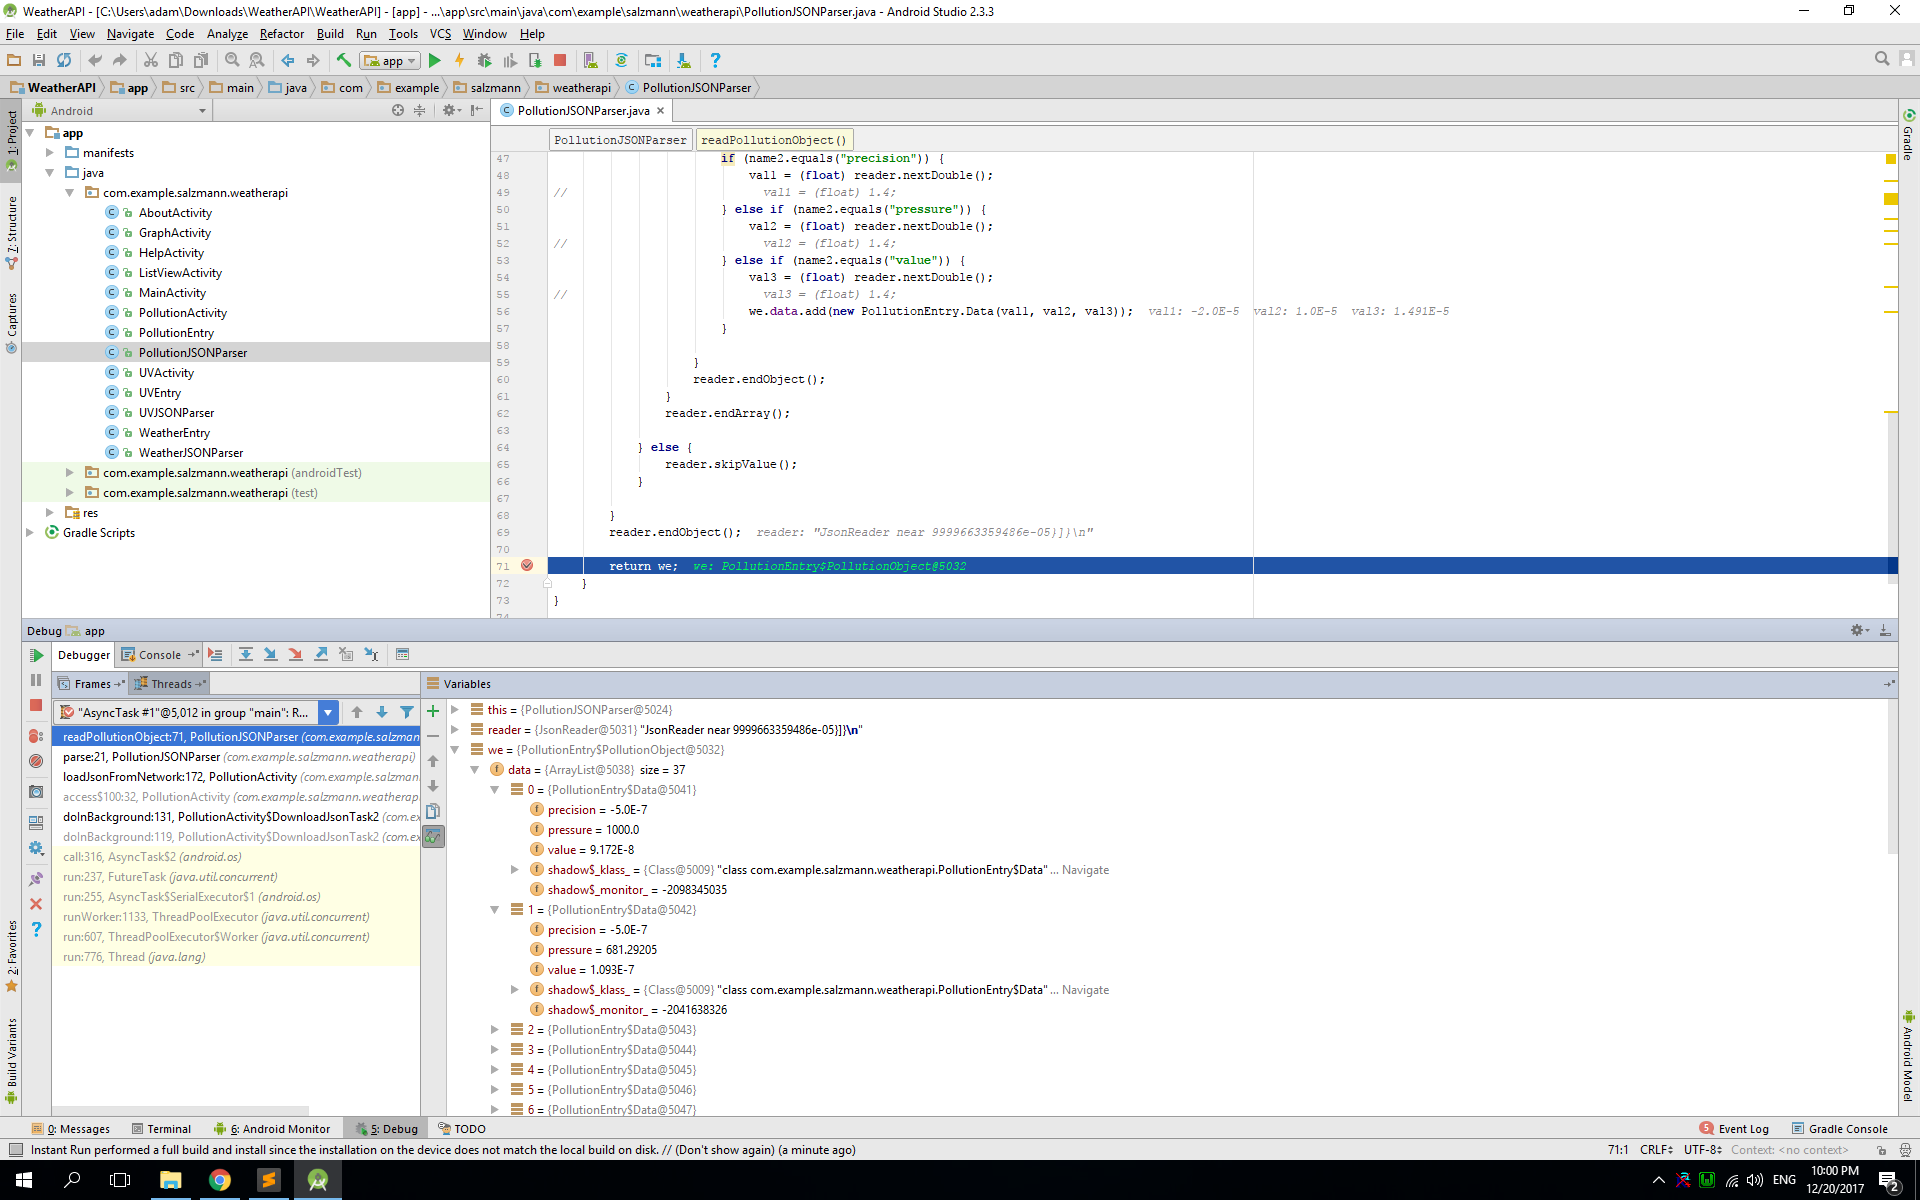 WeatherAPI - [C:\Users\adam\Downloads\WeatherAPI\WeatherAPI] - [app] - ...\app\src\main\java\com\example\salzmann\weatherapi\PollutionJSONParser.java - Android Studio 2.3.3
File Edit View Navigate Code Analyze Refactor Build Run Tools VCS Window Help
app
WeatherAPI app src main java com example salzmann weatherapi PollutionJSONParser
1: Project
7: Structure
Captures
2: Favorites
Build Variants
Android
app
manifests
java
com.example.salzmann.weatherapi
AboutActivity
GraphActivity
HelpActivity
ListViewActivity
MainActivity
PollutionActivity
PollutionEntry
PollutionJSONParser
UVActivity
UVEntry
UVJSONParser
WeatherEntry
WeatherJSONParser
com.example.salzmann.weatherapi (androidTest)
com.example.salzmann.weatherapi (test)
res
Gradle Scripts
PollutionJSONParser.java
PollutionJSONParser readPollutionObject()
47 if (name2.equals("precision")) {
48 val1 = (float) reader.nextDouble();
49 // val1 = (float) 1.4;
50 } else if (name2.equals("pressure")) {
51 val2 = (float) reader.nextDouble();
52 // val2 = (float) 1.4;
53 } else if (name2.equals("value")) {
54 val3 = (float) reader.nextDouble();
55 // val3 = (float) 1.4;
56 we.data.add(new PollutionEntry.Data(val1, val2, val3)); val1: -2.0E-5 val2: 1.0E-5 val3: 1.491E-5
57 }
58
59 }
60 reader.endObject();
61 }
62 reader.endArray();
63
64 } else {
65 reader.skipValue();
66 }
67
68 }
69 reader.endObject(); reader: "JsonReader near 9999663359486e-05}]}\n"
70
71 return we; we: PollutionEntry$PollutionObject@5032
72 }
73 }
74
Gradle
Android Model
Debug app
Debugger Console
Frames Threads
"AsyncTask #1"@5,012 in group "main": R...
readPollutionObject:71, PollutionJSONParser (com.example.salzman
parse:21, PollutionJSONParser (com.example.salzmann.weatherapi)
loadJsonFromNetwork:172, PollutionActivity (com.example.salzmann.
access$100:32, PollutionActivity (com.example.salzmann.weatherap
doInBackground:131, PollutionActivity$DownloadJsonTask2 (com.ex
doInBackground:119, PollutionActivity$DownloadJsonTask2 (com.ex
call:316, AsyncTask$2 (android.os)
run:237, FutureTask (java.util.concurrent)
run:255, AsyncTask$SerialExecutor$1 (android.os)
runWorker:1133, ThreadPoolExecutor (java.util.concurrent)
run:607, ThreadPoolExecutor$Worker (java.util.concurrent)
run:776, Thread (java.lang)
Variables
this = {PollutionJSONParser@5024}
reader = {JsonReader@5031} "JsonReader near 9999663359486e-05}]}\n"
we = {PollutionEntry$PollutionObject@5032}
data = {ArrayList@5038} size = 37
0 = {PollutionEntry$Data@5041}
precision = -5.0E-7
pressure = 1000.0
value = 9.172E-8
shadow$_klass_ = {Class@5009} "class com.example.salzmann.weatherapi.PollutionEntry$Data" ... Navigate
shadow$_monitor_ = -2098345035
1 = {PollutionEntry$Data@5042}
precision = -5.0E-7
pressure = 681.29205
value = 1.093E-7
shadow$_klass_ = {Class@5009} "class com.example.salzmann.weatherapi.PollutionEntry$Data" ... Navigate
shadow$_monitor_ = -2041638326
2 = {PollutionEntry$Data@5043}
3 = {PollutionEntry$Data@5044}
4 = {PollutionEntry$Data@5045}
5 = {PollutionEntry$Data@5046}
6 = {PollutionEntry$Data@5047}
0: Messages Terminal 6: Android Monitor 5: Debug TODO 5 Event Log Gradle Console
Instant Run performed a full build and install since the installation on the device does not match the local build on disk. // (Don't show again) (a minute ago) 71:1 CRLF UTF-8 Context: <no context>
ENG 10:00 PM 12/20/2017 2